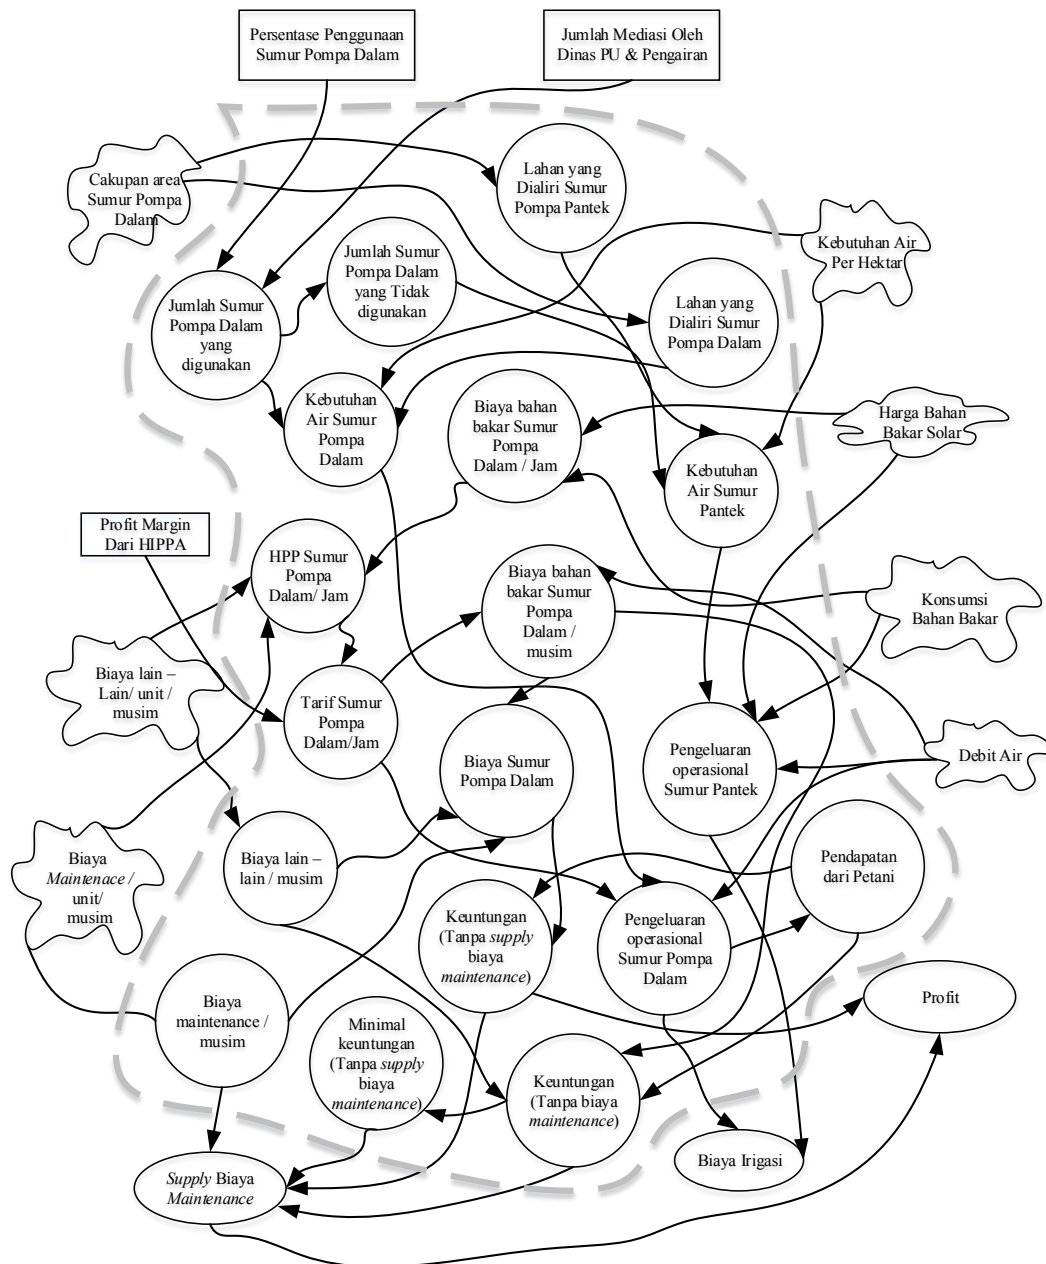 Persentase Penggunaan
Sumur Pompa Dalam
Jumlah Mediasi Oleh
Dinas PU & Pengairan
Cakupan area
Sumur Pompa
Dalam
Lahan yang
Dialiri Sumur
Pompa Pantek
Kebutuhan Air
Per Hektar
Jumlah Sumur
Pompa Dalam
yang Tidak
digunakan
Jumlah Sumur
Pompa Dalam
yang
digunakan
Lahan yang
Dialiri Sumur
Pompa Dalam
Kebutuhan
Air Sumur
Pompa
Dalam
Biaya bahan
bakar Sumur
Pompa
Dalam / Jam
Harga Bahan
Bakar Solar
Kebutuhan
Air Sumur
Pantek
Profit Margin
Dari HIPPA
HPP Sumur
Pompa
Dalam/ Jam
Biaya bahan
bakar Sumur
Pompa
Dalam /
musim
Konsumsi
Bahan Bakar
Biaya lain –
Lain/ unit /
musim
Tarif Sumur
Pompa
Dalam/Jam
Biaya Sumur
Pompa Dalam
Pengeluaran
operasional
Sumur Pantek
Debit Air
Biaya
Maintenace /
unit/
musim
Biaya lain –
lain / musim
Pendapatan
dari Petani
Keuntungan
(Tanpa supply
biaya
maintenance)
Pengeluaran
operasional
Sumur Pompa
Dalam
Biaya
maintenance /
musim
Profit
Minimal
keuntungan
(Tanpa supply
biaya
maintenance)
Keuntungan
(Tanpa biaya
maintenance)
Biaya Irigasi
Supply Biaya
Maintenance